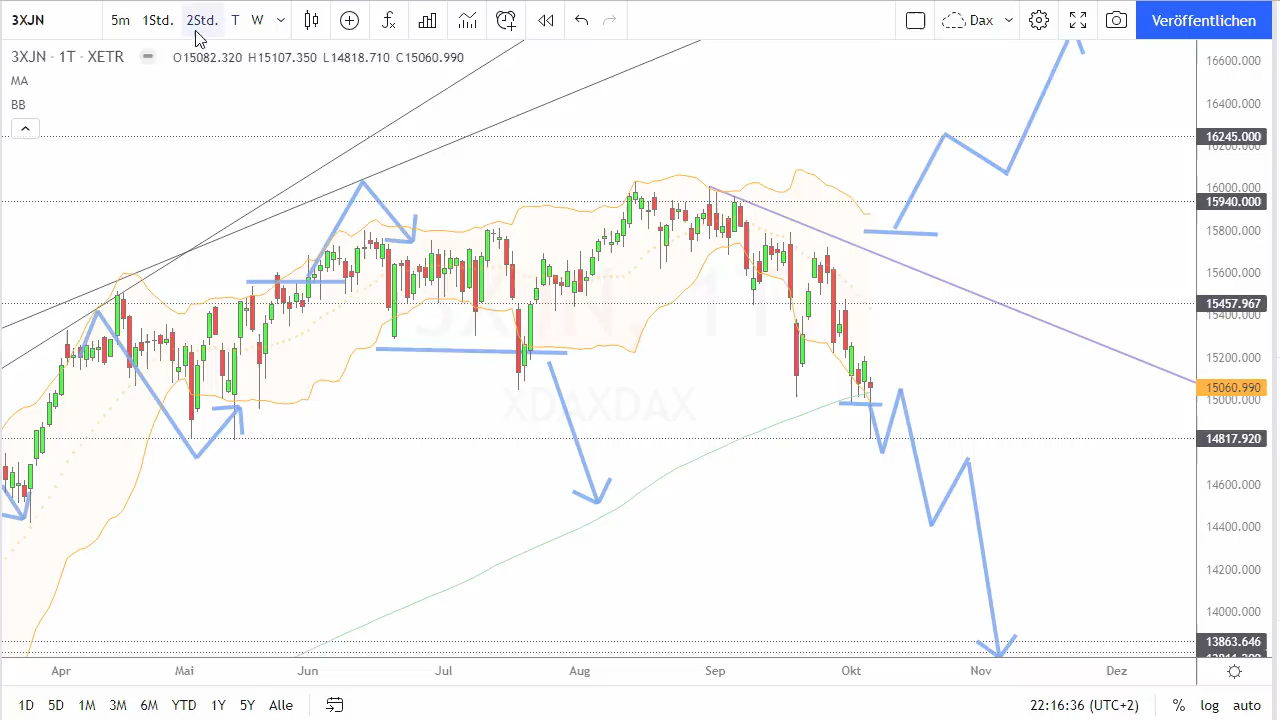 3XJN 5m 1Std. 2Std. T W Dax Veröffentlichen
3XJN · 1T · XETR O15082.320 H15107.350 L14818.710 C15060.990
MA
BB
16600.000
16400.000
16245.000
16200.000
16000.000
15940.000
15800.000
15600.000
15457.967
15400.000
15200.000
15060.990
15000.000
14817.920
14600.000
14400.000
14200.000
14000.000
13863.646
3XJN, 1T
XDAXDAX
Apr Mai Jun Jul Aug Sep Okt Nov Dez
1D 5D 1M 3M 6M YTD 1Y 5Y Alle 22:16:36 (UTC+2) % log auto